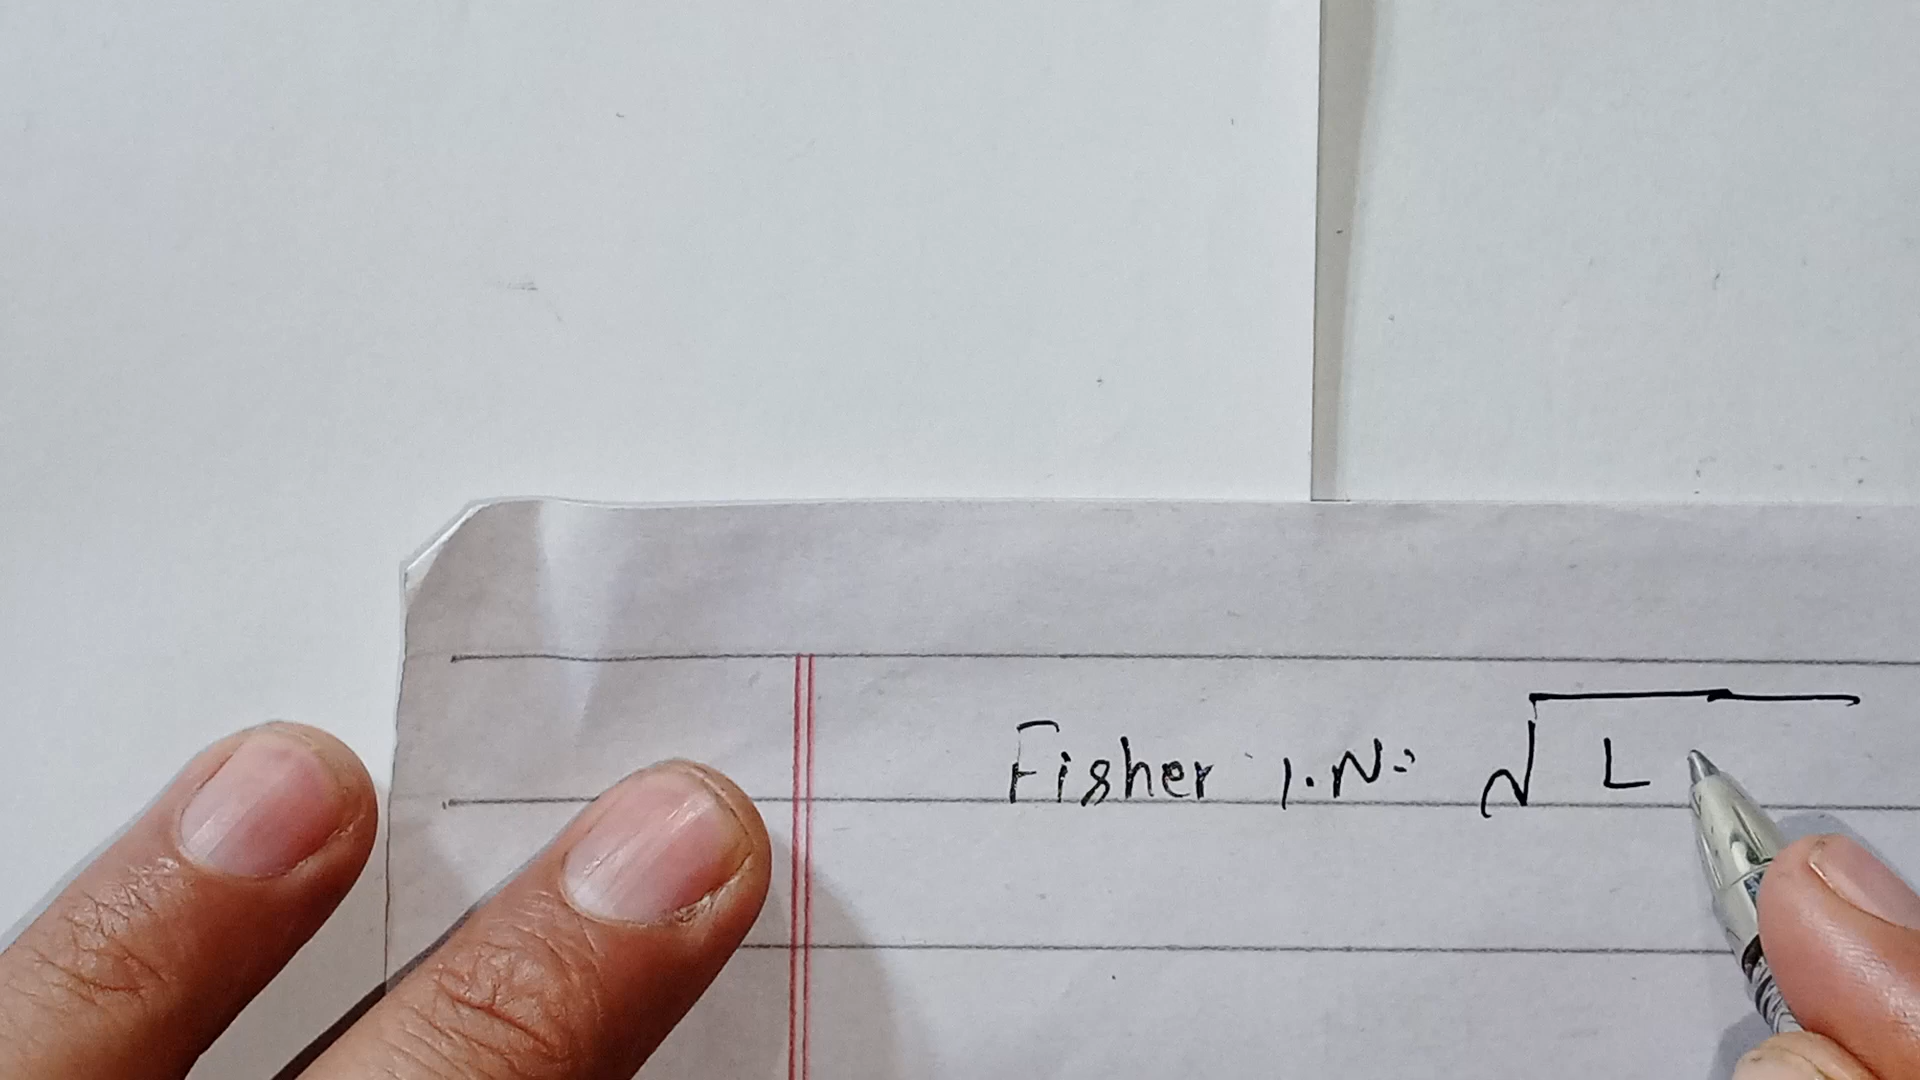 Fisher I.N= √L